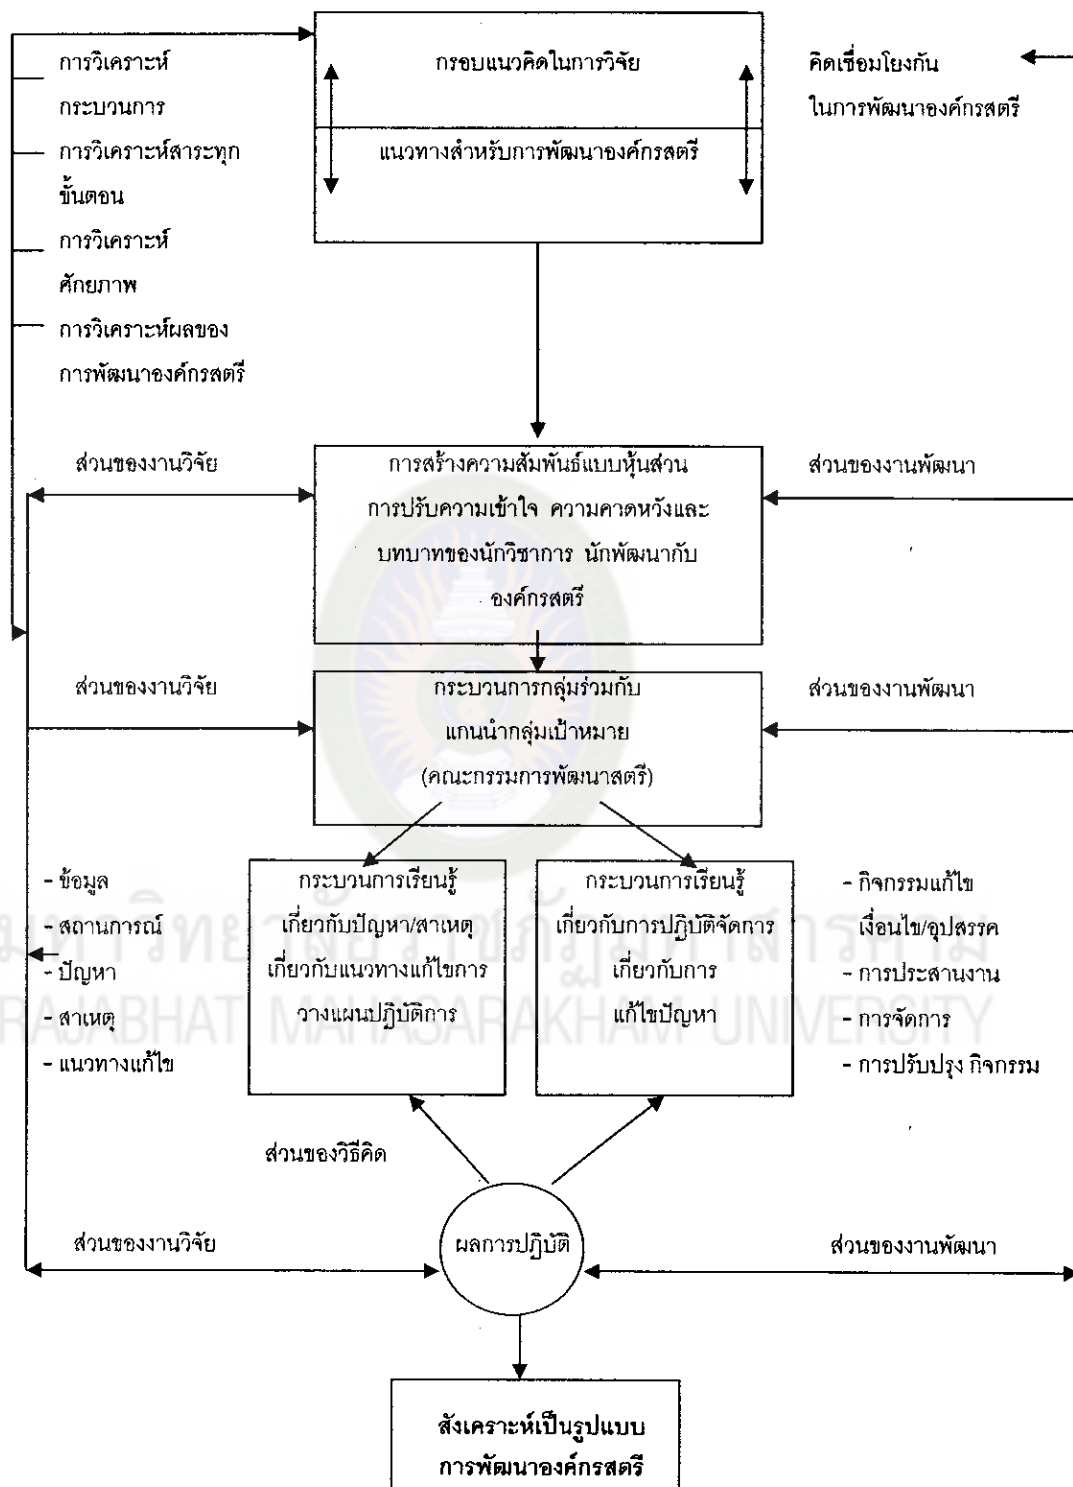 กรอบแนวคิดในการวิจัย
แนวทางสำหรับการพัฒนาองค์กรสตรี
การวิเคราะห์
กระบวนการ
การวิเคราะห์สาระทุก
ขั้นตอน
การวิเคราะห์
ศักยภาพ
การวิเคราะห์ผลของ
การพัฒนาองค์กรสตรี
คิดเชื่อมโยงกัน
ในการพัฒนาองค์กรสตรี
ส่วนของงานวิจัย
การสร้างความสัมพันธ์แบบหุ้นส่วน
การปรับความเข้าใจ ความคาดหวังและ
บทบาทของนักวิชาการ นักพัฒนากับ
องค์กรสตรี
ส่วนของงานพัฒนา
ส่วนของงานวิจัย
กระบวนการกลุ่มร่วมกับ
แกนนำกลุ่มเป้าหมาย
(คณะกรรมการพัฒนาสตรี)
ส่วนของงานพัฒนา
- ข้อมูล
- สถานการณ์
- ปัญหา
- สาเหตุ
- แนวทางแก้ไข
กระบวนการเรียนรู้
เกี่ยวกับปัญหา/สาเหตุ
เกี่ยวกับแนวทางแก้ไขการ
วางแผนปฏิบัติการ
กระบวนการเรียนรู้
เกี่ยวกับการปฏิบัติจัดการ
เกี่ยวกับการ
แก้ไขปัญหา
- กิจกรรมแก้ไข
เงื่อนไข/อุปสรรค
- การประสานงาน
- การจัดการ
- การปรับปรุง กิจกรรม
มหาวิทยาลัยราชภัฏมหาสารคาม
RAJABHAT MAHASARAKHAM UNIVERSITY
ส่วนของวิธีคิด
ส่วนของงานวิจัย
ผลการปฏิบัติ
ส่วนของงานพัฒนา
สังเคราะห์เป็นรูปแบบ
การพัฒนาองค์กรสตรี